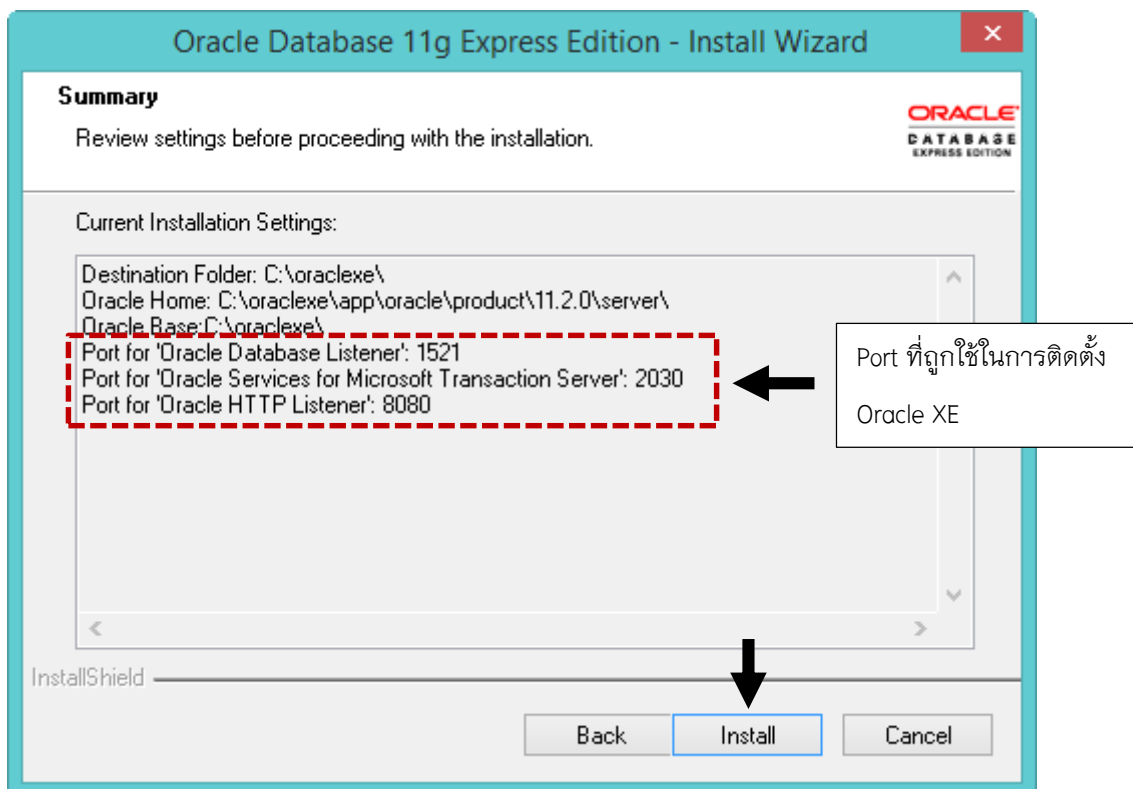 Oracle Database 11g Express Edition - Install Wizard
Summary
Review settings before proceeding with the installation.
ORACLE
DATABASE
EXPRESS EDITION
Current Installation Settings:
Destination Folder: C:\oraclexe\
Oracle Home: C:\oraclexe\app\oracle\product\11.2.0\server\
Oracle Base:C:\oraclexe\
Port for 'Oracle Database Listener': 1521
Port for 'Oracle Services for Microsoft Transaction Server': 2030
Port for 'Oracle HTTP Listener': 8080
Port ที่ถูกใช้ในการติดตั้ง
Oracle XE
InstallShield
Back
Install
Cancel